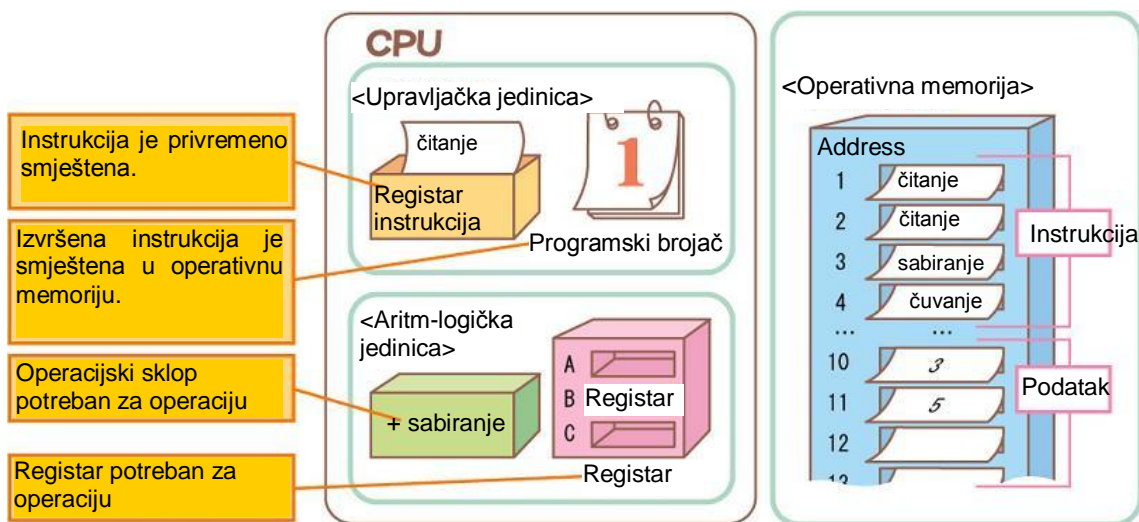 CPU
<Upravljačka jedinica>
čitanje
Registar
instrukcija
1
Programski brojač
<Aritm-logička
jedinica>
+ sabiranje
A
B Registar
C
Registar
Instrukcija je privremeno
smještena.
Izvršena instrukcija je
smještena u operativnu
memoriju.
Operacijski sklop
potreban za operaciju
Registar potreban za
operaciju
<Operativna memorija>
Address
1 čitanje
2 čitanje
3 sabiranje
4 čuvanje
... ...
10 3
11 5
12
13
Instrukcija
Podatak